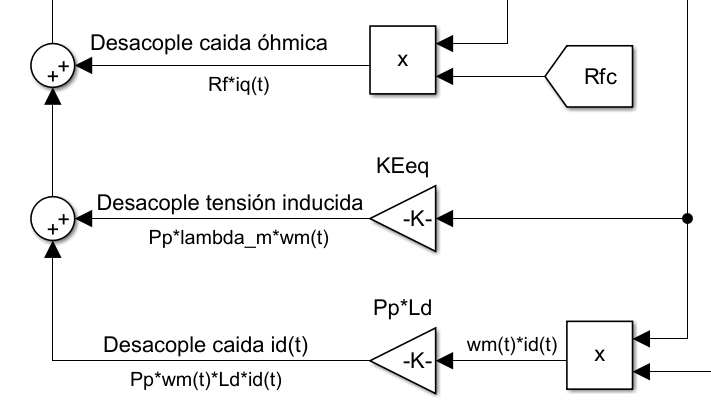 Desacople caida óhmica
Rf*iq(t)
x
Rfc
++
KEeq
Desacople tensión inducida
-K-
Pp*lambda_m*wm(t)
++
Pp*Ld
Desacople caida id(t)
-K-
wm(t)*id(t)
x
Pp*wm(t)*Ld*id(t)